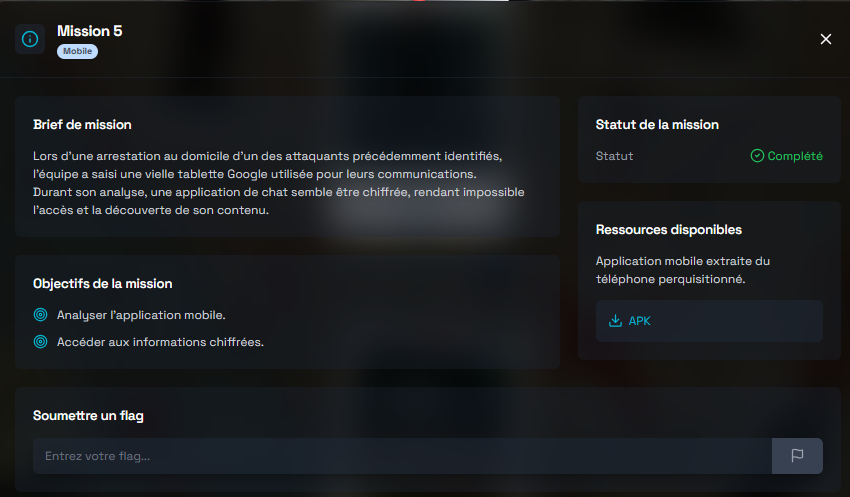 Mission 5
Mobile
Brief de mission
Lors d'une arrestation au domicile d'un des attaquants précédemment identifiés,
l'équipe a saisi une vielle tablette Google utilisée pour leurs communications.
Durant son analyse, une application de chat semble être chiffrée, rendant impossible
l'accès et la découverte de son contenu.
Objectifs de la mission
Analyser l'application mobile.
Accéder aux informations chiffrées.
Statut de la mission
Statut
Complété
Ressources disponibles
Application mobile extraite du
téléphone perquisitionné.
APK
Soumettre un flag
Entrez votre flag...